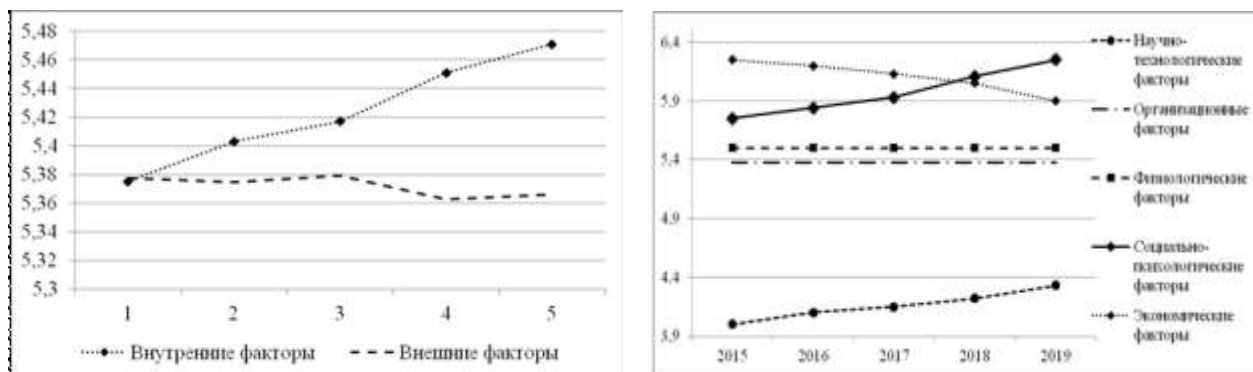 5,48
5,46
5,44
5,42
5,4
5,38
5,36
5,34
5,32
5,3
1 2 3 4 5
Внутренние факторы Внешние факторы
6,4
5,9
5,4
4,9
4,4
3,9
2015 2016 2017 2018 2019
Научно-
технологические
факторы
Организационные
факторы
Физиологические
факторы
Социально-
психологические
факторы
Экономические
факторы